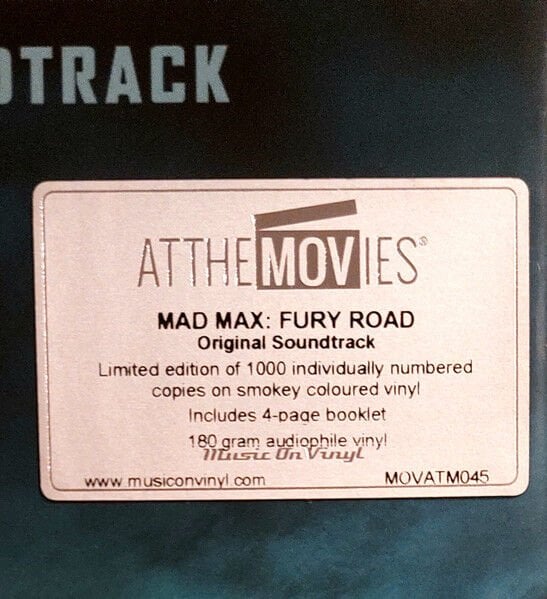 DTRACK
ATTHEMOVIES®
MAD MAX: FURY ROAD
Original Soundtrack
Limited edition of 1000 individually numbered
copies on smokey coloured vinyl
Includes 4-page booklet
180 gram audiophile vinyl
Music On Vinyl
www.musiconvinyl.com MOVATM045